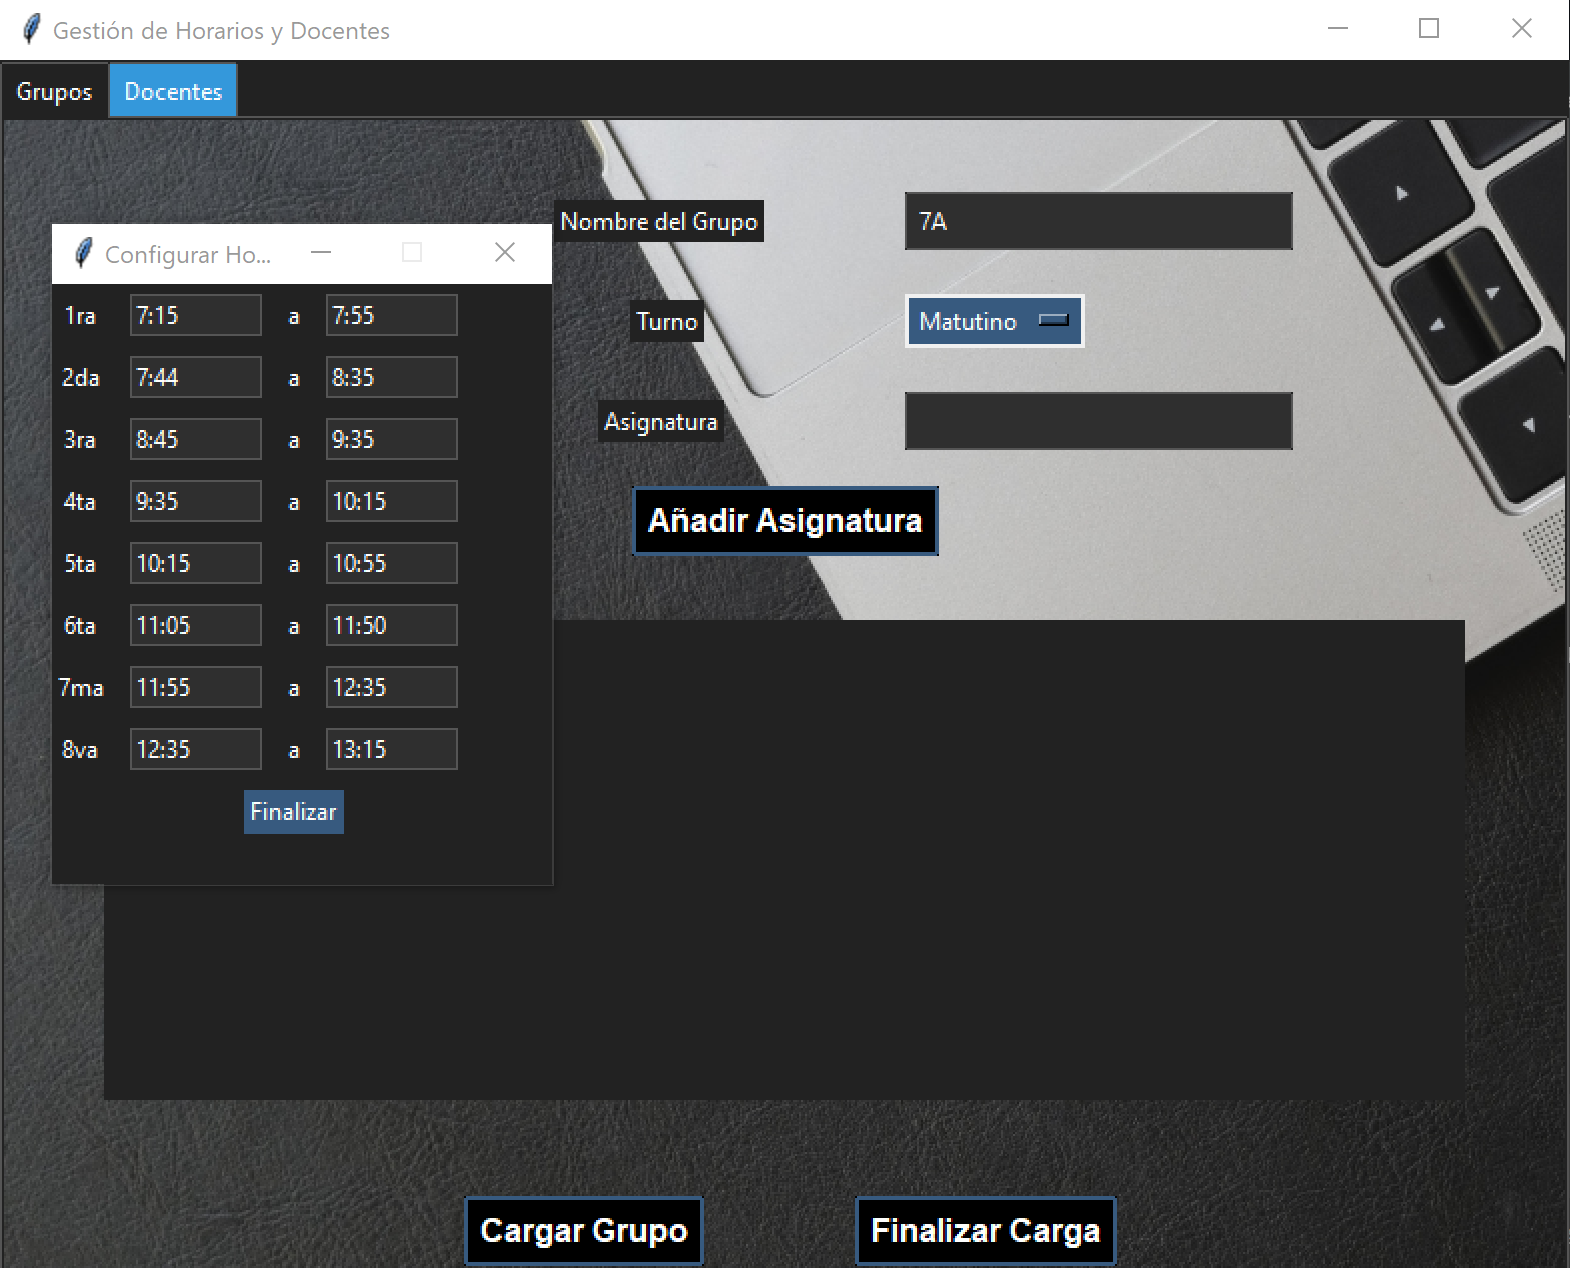 Gestión de Horarios y Docentes
Grupos Docentes
Nombre del Grupo 7A
Turno Matutino
Asignatura
Añadir Asignatura
Configurar Ho...
1ra 7:15 a 7:55
2da 7:44 a 8:35
3ra 8:45 a 9:35
4ta 9:35 a 10:15
5ta 10:15 a 10:55
6ta 11:05 a 11:50
7ma 11:55 a 12:35
8va 12:35 a 13:15
Finalizar
Cargar Grupo Finalizar Carga